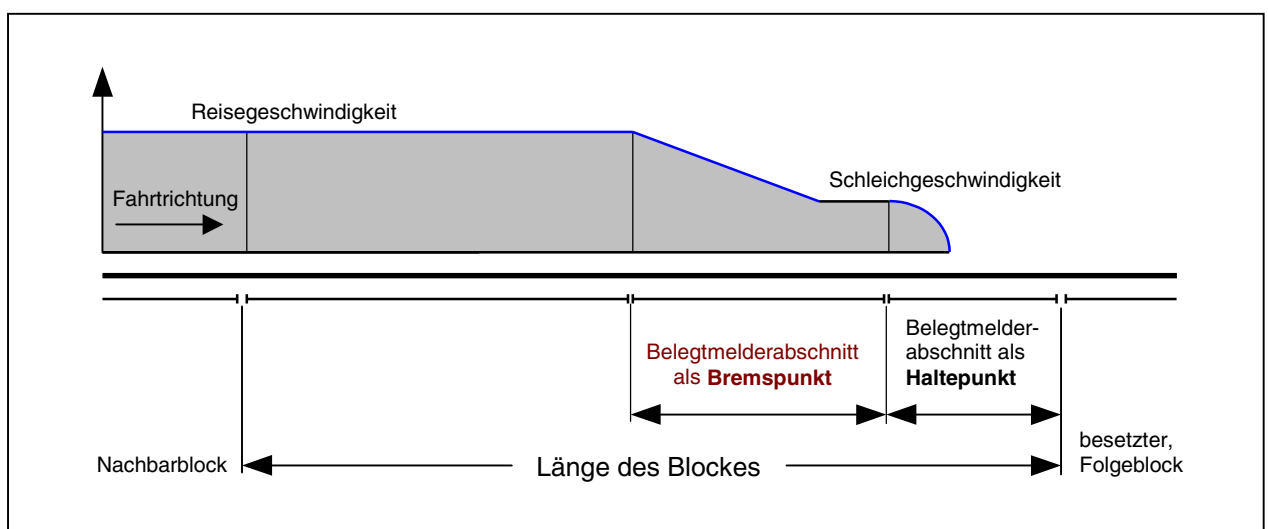 Reisegeschwindigkeit
Schleichgeschwindigkeit
Fahrtrichtung
Belegtmelderabschnitt
als Bremspunkt
Belegtmelder-
abschnitt als
Haltepunkt
Nachbarblock
Länge des Blockes
besetzter,
Folgeblock